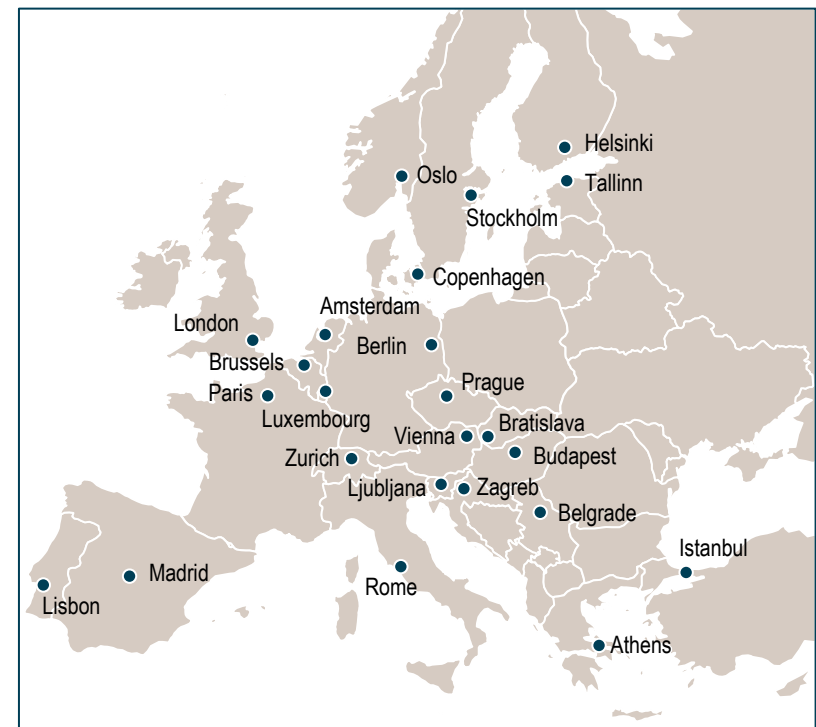 Helsinki
Oslo
Tallinn
Stockholm
Copenhagen
Amsterdam
London
Berlin
Brussels
Paris
Prague
Luxembourg
Vienna
Bratislava
Zurich
Budapest
Ljubljana
Zagreb
Belgrade
Istanbul
Madrid
Rome
Lisbon
Athens